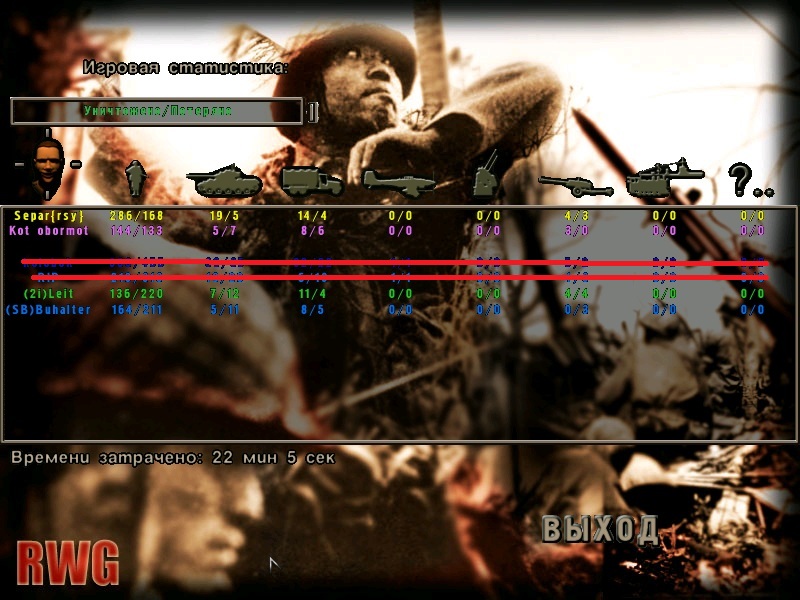 Игровая статистика:
Уничтожено/Потеряно
?..
Separ{rsy} 286/168 19/5 14/4 0/0 0/0 4/3 0/0 0/0
Kot obormot 144/133 5/7 8/6 0/0 0/0 3/0 0/0 0/0
(2i)Leit 136/220 7/12 11/4 0/0 0/0 4/4 0/0 0/0
(SB)Buhalter 164/211 5/11 8/5 0/0 0/0 0/3 0/0 0/0
Времени затрачено: 22 мин 5 сек
ВЫХОД
RWG